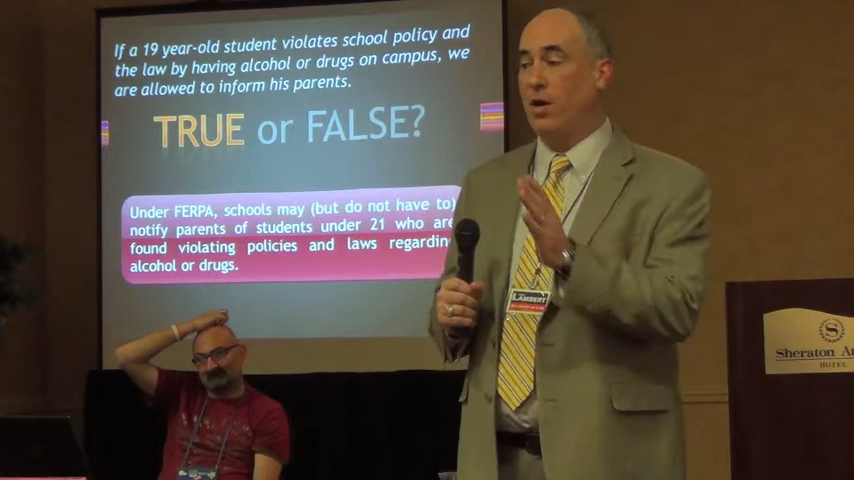 If a 19 year-old student violates school policy and
the law by having alcohol or drugs on campus, we
are allowed to inform his parents.
TRUE or FALSE?
Under FERPA, schools may (but do not have to)
notify parents of students under 21 who are
found violating policies and laws regarding
alcohol or drugs.
LAMBERT
S
Sheraton
HOTEL